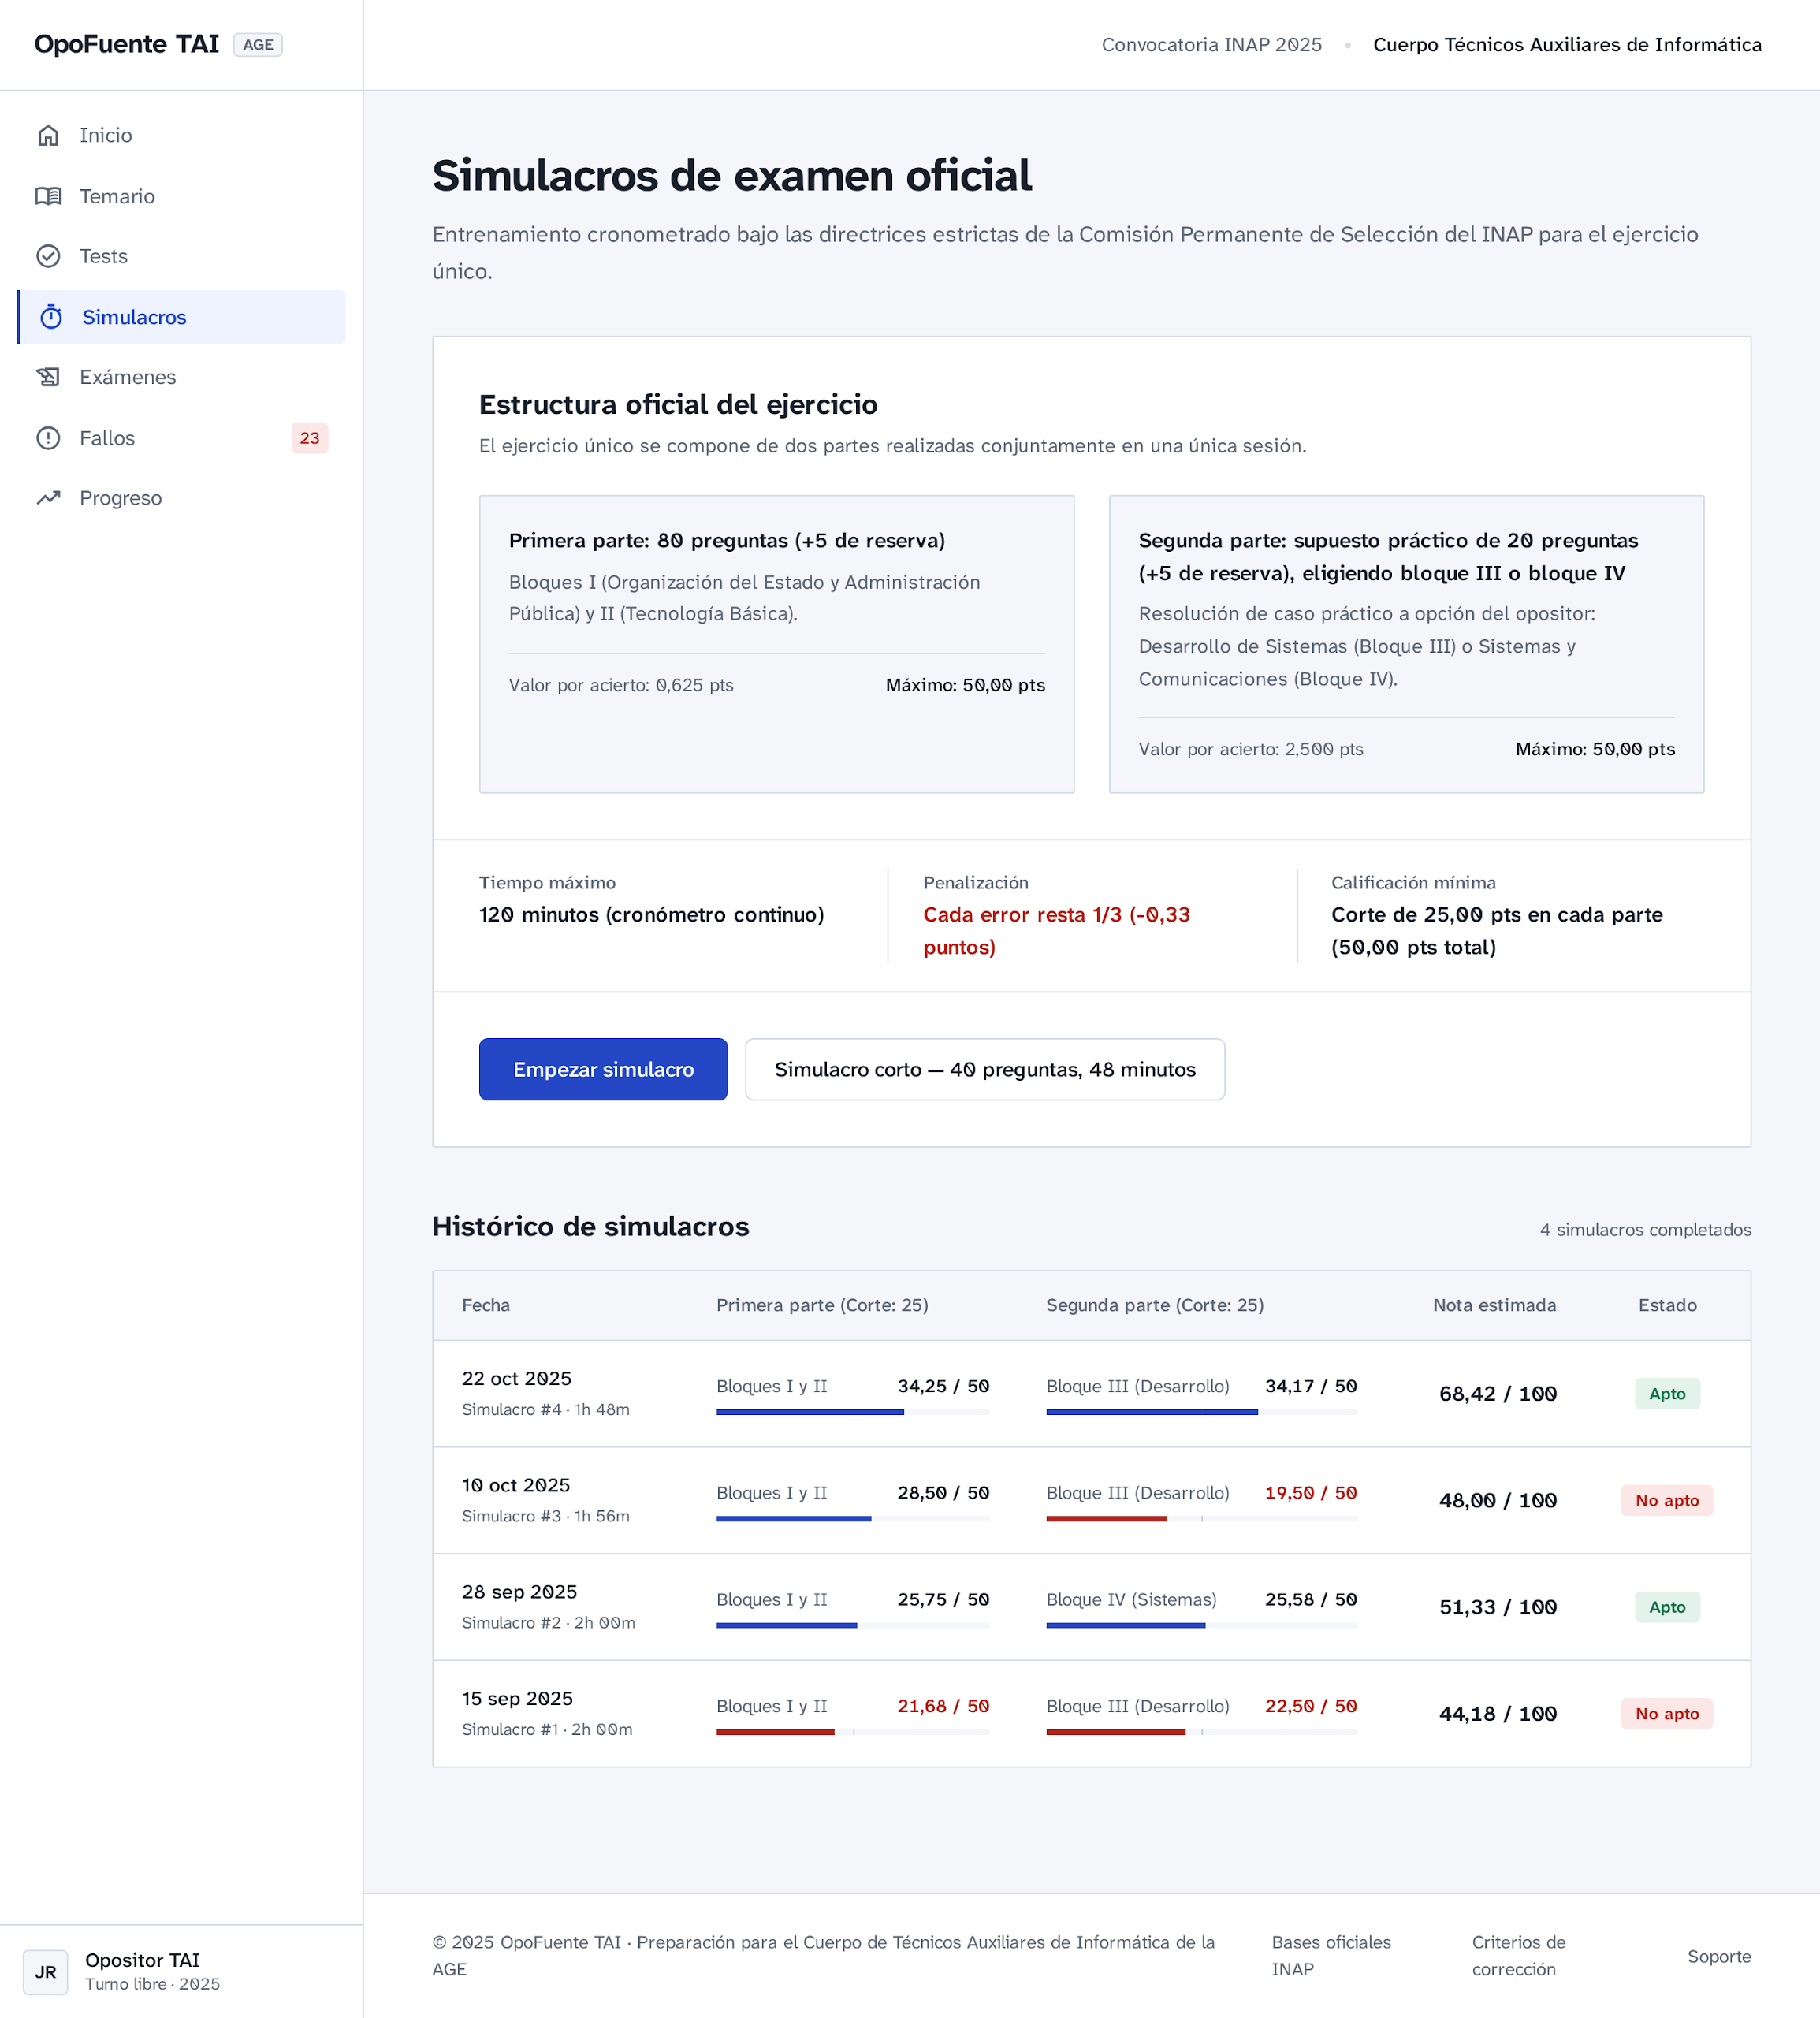 OpoFuente TAI AGE
Convocatoria INAP 2025 • Cuerpo Técnicos Auxiliares de Informática
Inicio
Temario
Tests
Simulacros
Exámenes
Fallos 23
Progreso
Simulacros de examen oficial
Entrenamiento cronometrado bajo las directrices estrictas de la Comisión Permanente de Selección del INAP para el ejercicio
único.
Estructura oficial del ejercicio
El ejercicio único se compone de dos partes realizadas conjuntamente en una única sesión.
Primera parte: 80 preguntas (+5 de reserva)
Bloques I (Organización del Estado y Administración
Pública) y II (Tecnología Básica).
Valor por acierto: 0,625 pts Máximo: 50,00 pts
Segunda parte: supuesto práctico de 20 preguntas
(+5 de reserva), eligiendo bloque III o bloque IV
Resolución de caso práctico a opción del opositor:
Desarrollo de Sistemas (Bloque III) o Sistemas y
Comunicaciones (Bloque IV).
Valor por acierto: 2,500 pts Máximo: 50,00 pts
Tiempo máximo
120 minutos (cronómetro continuo)
Penalización
Cada error resta 1/3 (-0,33
puntos)
Calificación mínima
Corte de 25,00 pts en cada parte
(50,00 pts total)
Empezar simulacro
Simulacro corto — 40 preguntas, 48 minutos
Histórico de simulacros
4 simulacros completados
Fecha Primera parte (Corte: 25) Segunda parte (Corte: 25) Nota estimada Estado
22 oct 2025
Simulacro #4 · 1h 48m
Bloques I y II 34,25 / 50
Bloque III (Desarrollo) 34,17 / 50
68,42 / 100
Apto
10 oct 2025
Simulacro #3 · 1h 56m
Bloques I y II 28,50 / 50
Bloque III (Desarrollo) 19,50 / 50
48,00 / 100
No apto
28 sep 2025
Simulacro #2 · 2h 00m
Bloques I y II 25,75 / 50
Bloque IV (Sistemas) 25,58 / 50
51,33 / 100
Apto
15 sep 2025
Simulacro #1 · 2h 00m
Bloques I y II 21,68 / 50
Bloque III (Desarrollo) 22,50 / 50
44,18 / 100
No apto
JR
Opositor TAI
Turno libre · 2025
© 2025 OpoFuente TAI · Preparación para el Cuerpo de Técnicos Auxiliares de Informática de la
AGE
Bases oficiales
INAP
Criterios de
corrección
Soporte